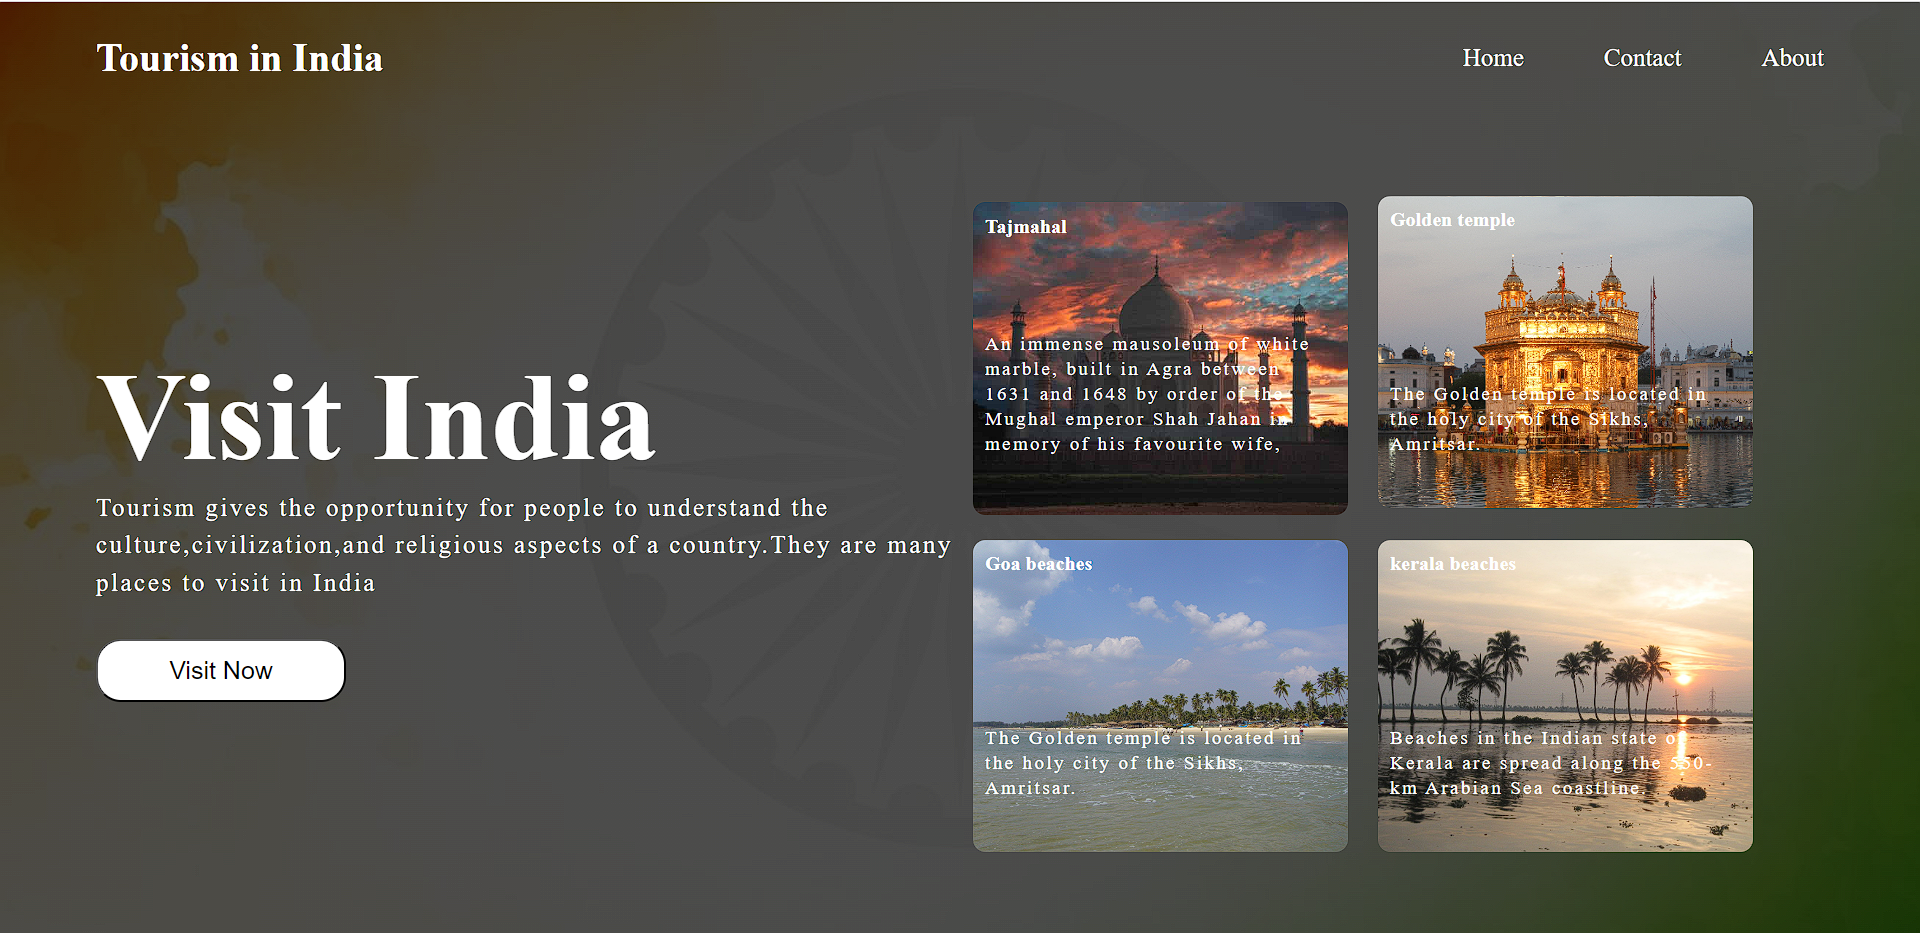 Tourism in India
Home
Contact
About
Visit India
Tourism gives the opportunity for people to understand the
culture,civilization,and religious aspects of a country.They are many
places to visit in India
Visit Now
Tajmahal
An immense mausoleum of white
marble, built in Agra between
1631 and 1648 by order of the
Mughal emperor Shah Jahan in
memory of his favourite wife,
Golden temple
The Golden temple is located in
the holy city of the Sikhs,
Amritsar.
Goa beaches
The Golden temple is located in
the holy city of the Sikhs,
Amritsar.
kerala beaches
Beaches in the Indian state of
Kerala are spread along the 550-
km Arabian Sea coastline.